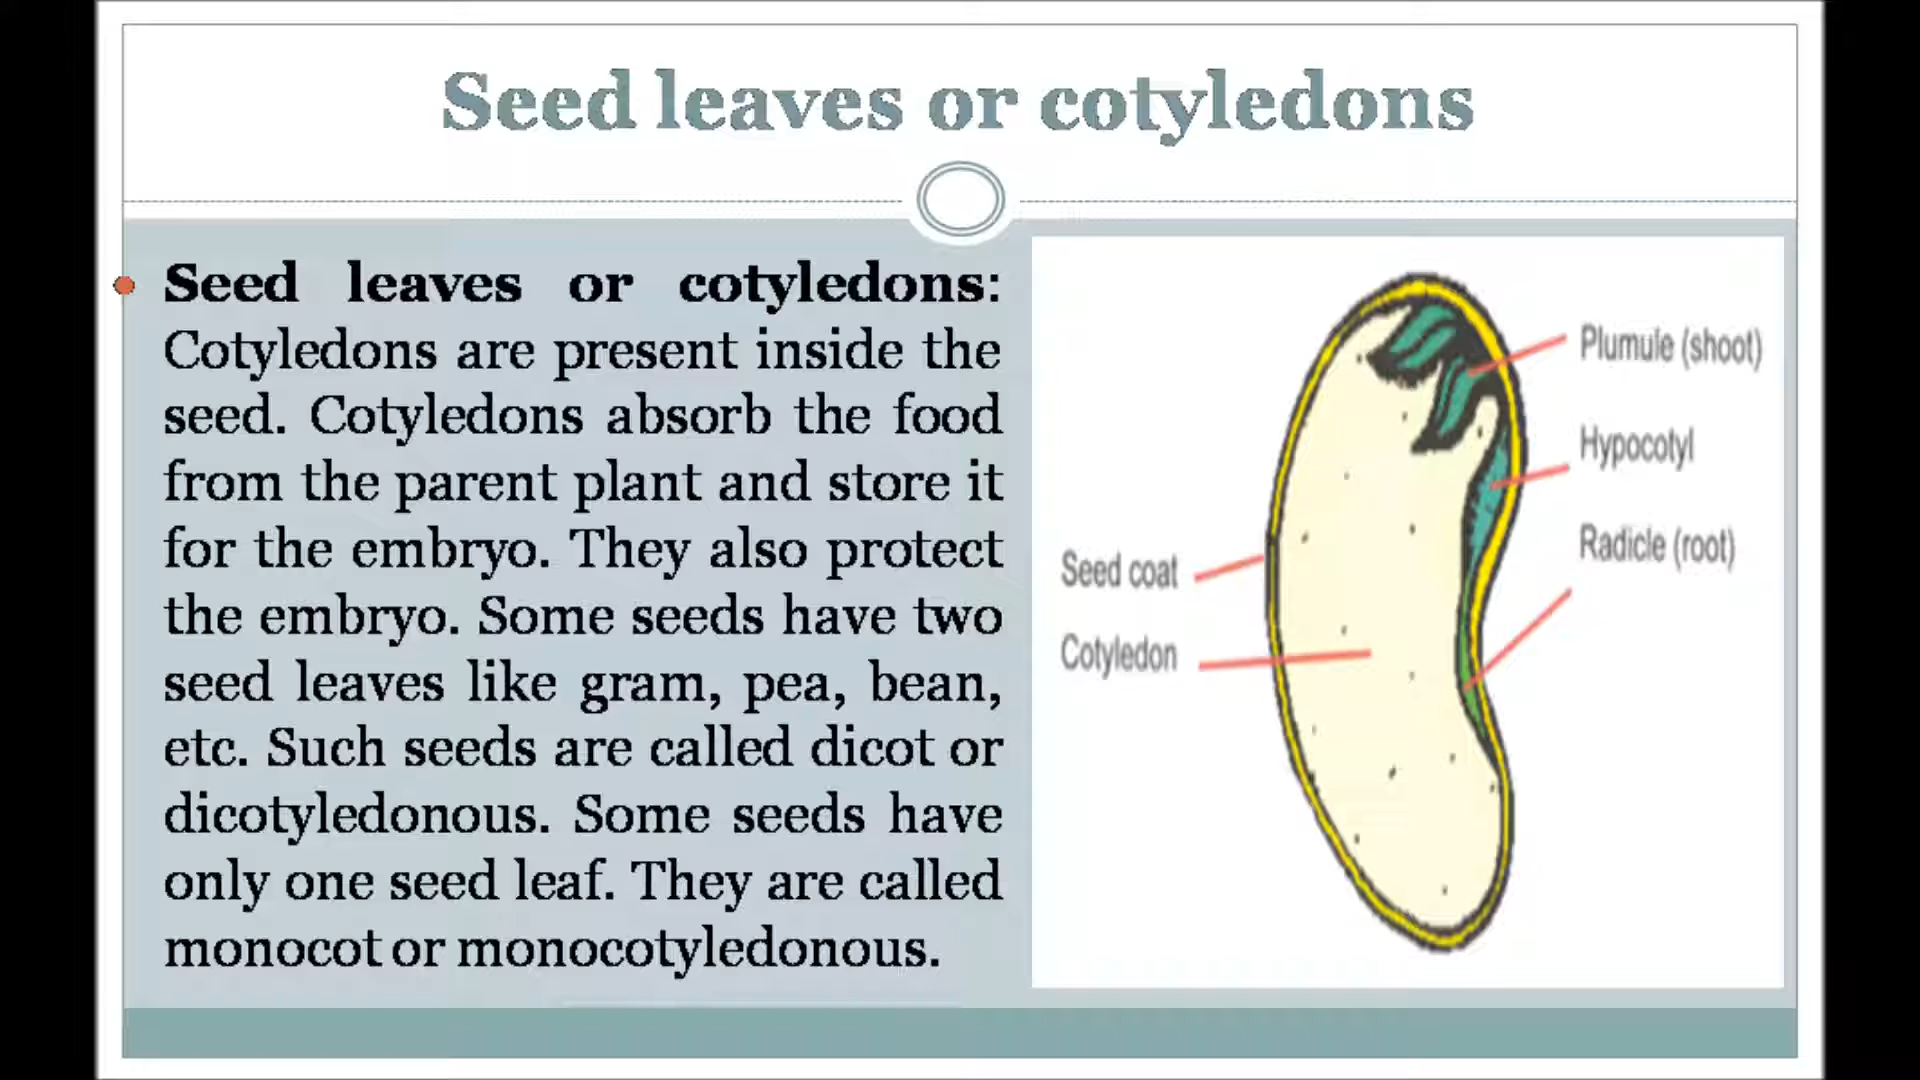 Seed leaves or cotyledons
Seed leaves or cotyledons:
Cotyledons are present inside the
seed. Cotyledons absorb the food
from the parent plant and store it
for the embryo. They also protect
the embryo. Some seeds have two
seed leaves like gram, pea, bean,
etc. Such seeds are called dicot or
dicotyledonous. Some seeds have
only one seed leaf. They are called
monocot or monocotyledonous.
Plumule (shoot)
Hypocotyl
Radicle (root)
Seed coat
Cotyledon